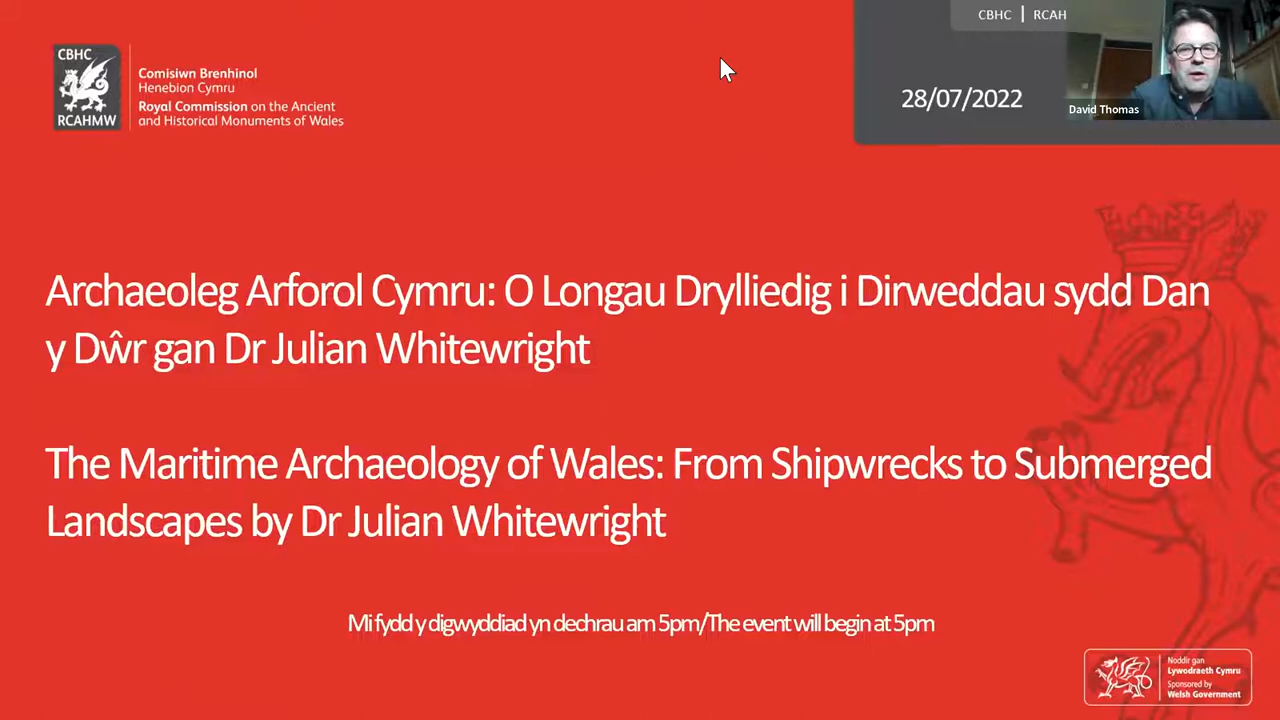 CBHC
RCAHMW
Comisiwn Brenhinol
Henebion Cymru
Royal Commission on the Ancient
and Historical Monuments of Wales
CBHC | RCAH
28/07/2022
David Thomas
Archaeoleg Arforol Cymru: O Longau Drylliedig i Dirweddau sydd Dan
y Dŵr gan Dr Julian Whitewright
The Maritime Archaeology of Wales: From Shipwrecks to Submerged
Landscapes by Dr Julian Whitewright
Mi fydd y digwyddiad yn dechrau am 5pm/The event will begin at 5pm
Noddir gan
Lywodraeth Cymru
Sponsored by
Welsh Government